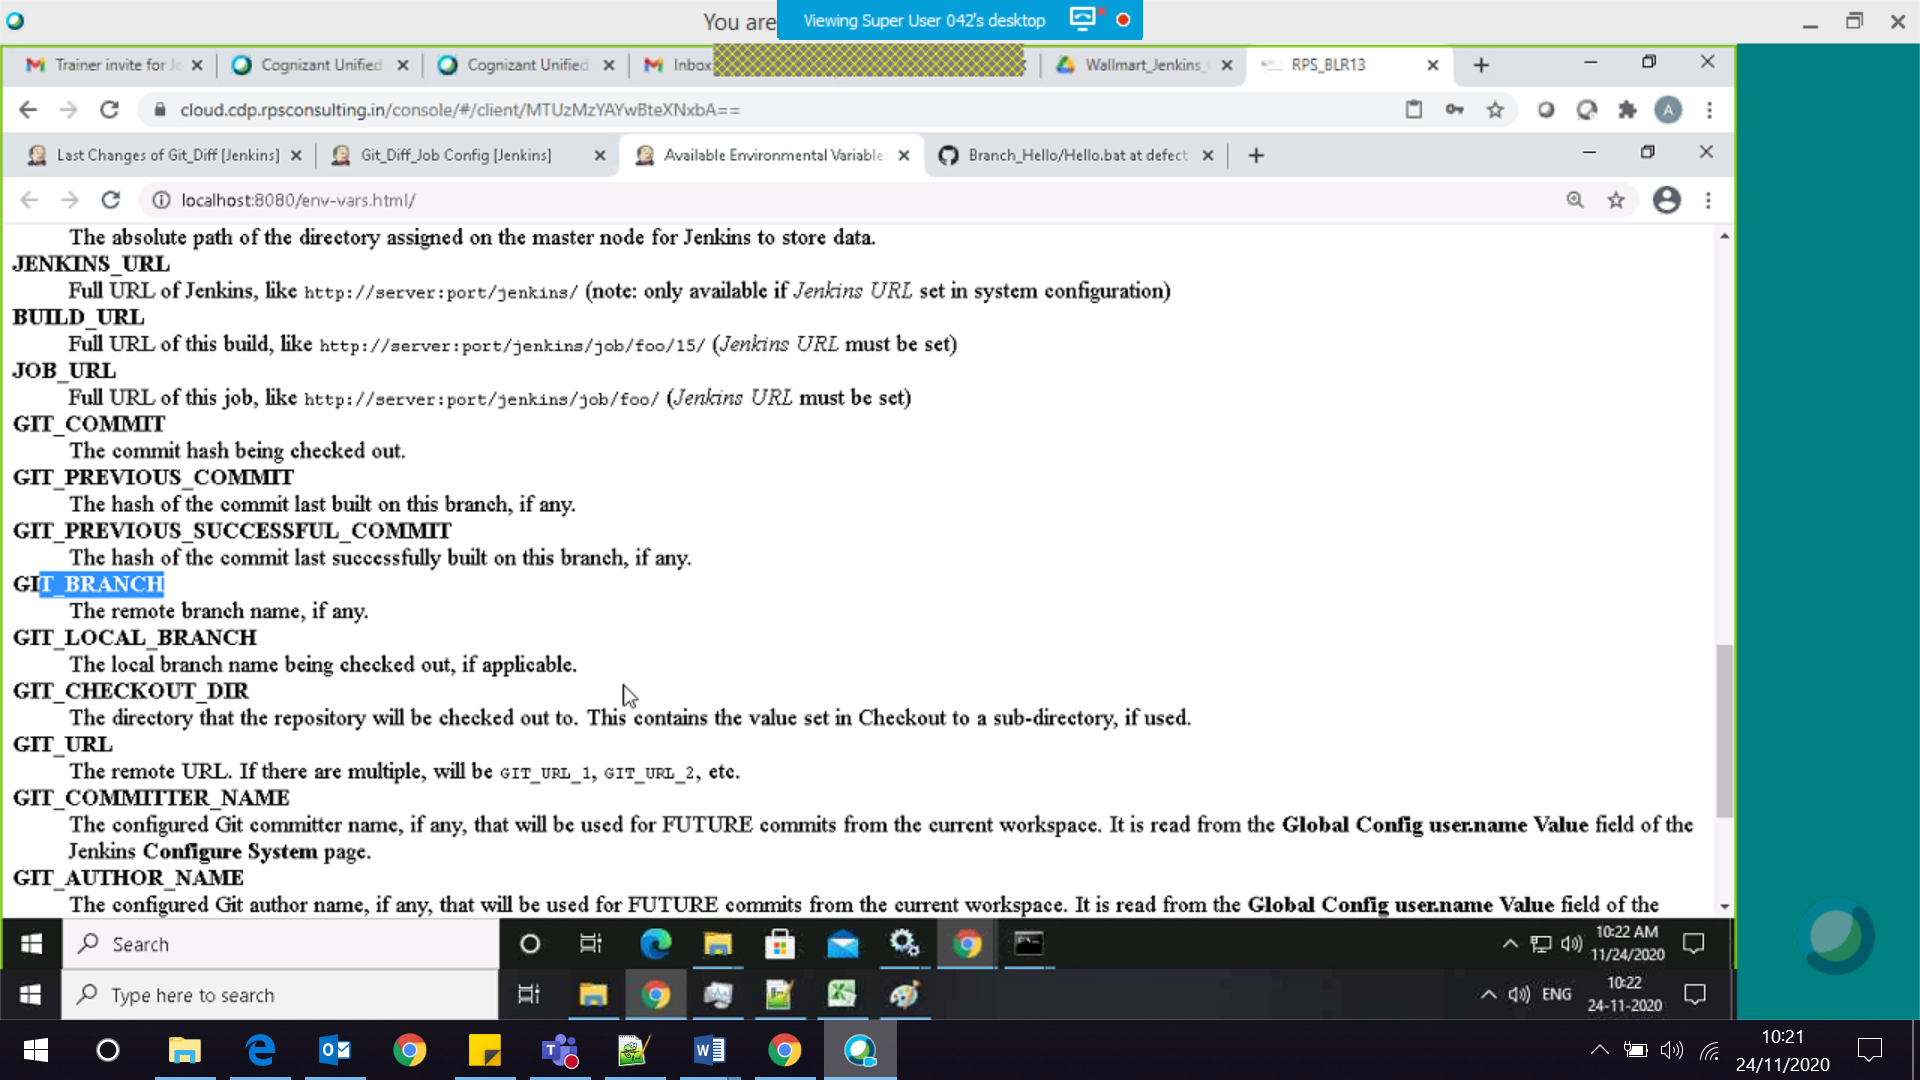 You are
Viewing Super User 042's desktop
Trainer invite for Je
Cognizant Unified
Cognizant Unified
Inbox
Wallmart_Jenkins_
RPS_BLR13
cloud.cdp.rpsconsulting.in/console/#/client/MTUzMzYAYwBteXNxbA==
A
Last Changes of Git_Diff [Jenkins]
Git_Diff_Job Config [Jenkins]
Available Environmental Variable
Branch_Hello/Hello.bat at defect
localhost:8080/env-vars.html/
The absolute path of the directory assigned on the master node for Jenkins to store data.
JENKINS_URL
Full URL of Jenkins, like http://server:port/jenkins/ (note: only available if Jenkins URL set in system configuration)
BUILD_URL
Full URL of this build, like http://server:port/jenkins/job/foo/15/ (Jenkins URL must be set)
JOB_URL
Full URL of this job, like http://server:port/jenkins/job/foo/ (Jenkins URL must be set)
GIT_COMMIT
The commit hash being checked out.
GIT_PREVIOUS_COMMIT
The hash of the commit last built on this branch, if any.
GIT_PREVIOUS_SUCCESSFUL_COMMIT
The hash of the commit last successfully built on this branch, if any.
GIT_BRANCH
The remote branch name, if any.
GIT_LOCAL_BRANCH
The local branch name being checked out, if applicable.
GIT_CHECKOUT_DIR
The directory that the repository will be checked out to. This contains the value set in Checkout to a sub-directory, if used.
GIT_URL
The remote URL. If there are multiple, will be GIT_URL_1, GIT_URL_2, etc.
GIT_COMMITTER_NAME
The configured Git committer name, if any, that will be used for FUTURE commits from the current workspace. It is read from the Global Config user.name Value field of the
Jenkins Configure System page.
GIT_AUTHOR_NAME
The configured Git author name, if any, that will be used for FUTURE commits from the current workspace. It is read from the Global Config user.name Value field of the
Search
10:22 AM
11/24/2020
Type here to search
ENG
10:22
24-11-2020
10:21
24/11/2020